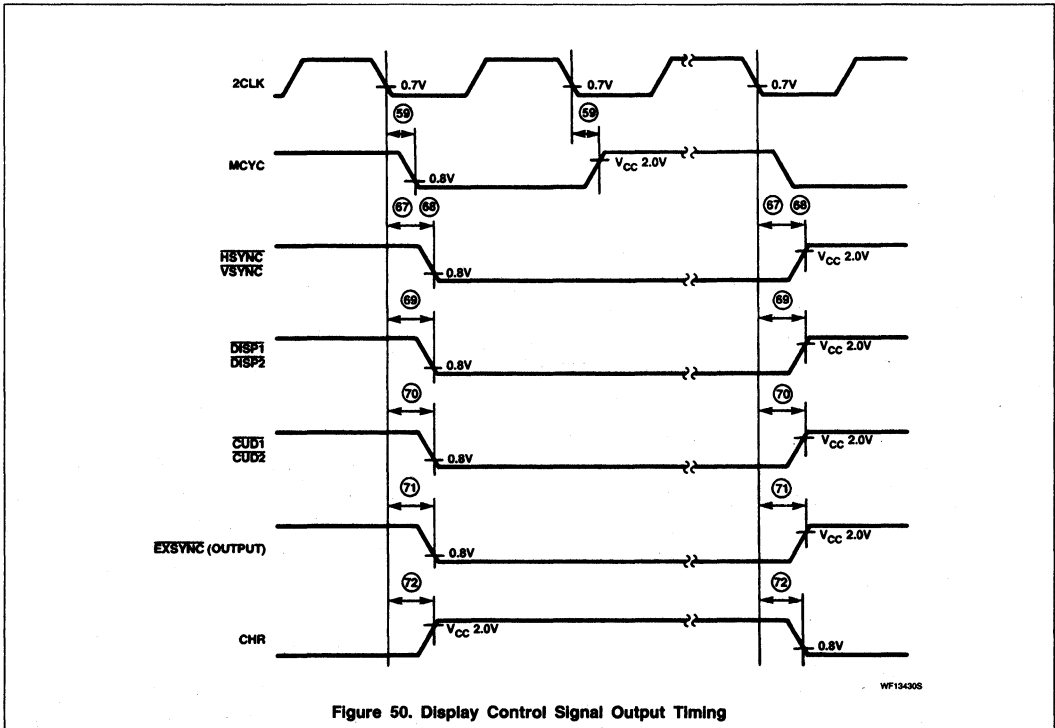 2CLK
0.7V
0.7V
0.7V
59
59
MCYC
0.8V
VCC 2.0V
67 68
67 68
HSYNC
VSYNC
0.8V
VCC 2.0V
69
69
DISP1
DISP2
0.8V
VCC 2.0V
70
70
CUD1
CUD2
0.8V
VCC 2.0V
71
71
EXSYNC (OUTPUT)
0.8V
VCC 2.0V
72
72
CHR
VCC 2.0V
0.8V
WF13430S
Figure 50. Display Control Signal Output Timing